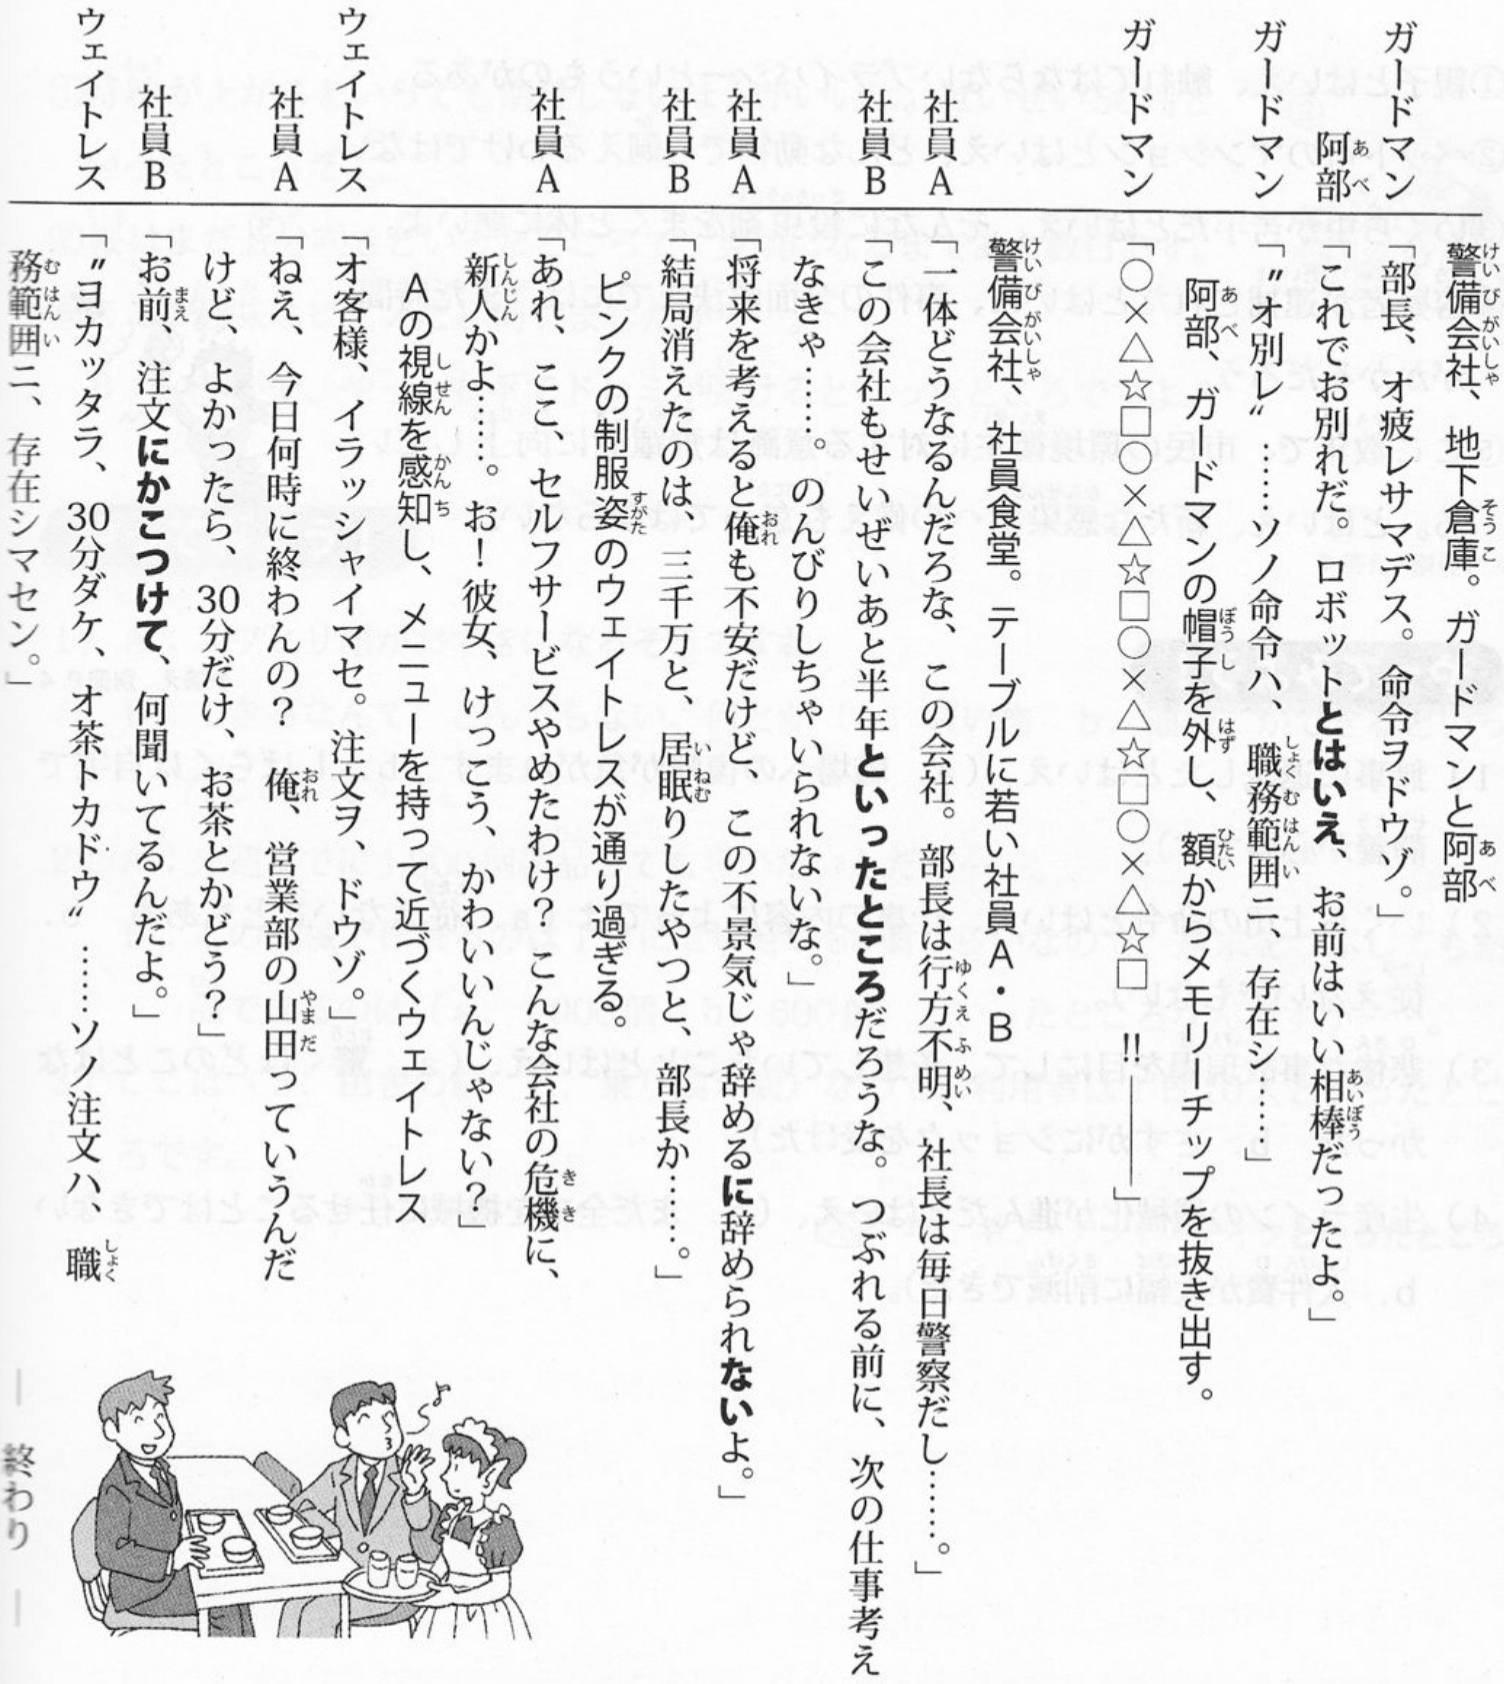 警備会社、地下倉庫。ガードマンと阿部
ガードマン「部長、オ疲レサマデス。命令ヲドウゾ。」
阿部「これでお別れだ。ロボットとはいえ、お前はいい相棒だったよ。」
ガードマン「〝オ別レ〟……ソノ命令ハ、職務範囲ニ、存在シ……」
阿部、ガードマンの帽子を外し、額からメモリーチップを抜き出す。
ガードマン「○×△☆□○×△☆□○×△☆□○×△☆□‼――――」
警備会社、社員食堂。テーブルに若い社員A・B
社員A「一体どうなるんだろな、この会社。部長は行方不明、社長は毎日警察だし……。」
社員B「この会社もせいぜいあと半年といったところだろうな。つぶれる前に、次の仕事考え
なきゃ……。のんびりしちゃいられないな。」
社員A「将来を考えると俺も不安だけど、この不景気じゃ辞めるに辞められないよ。」
社員B「結局消えたのは、三千万と、居眠りしたやつと、部長か……。」
ピンクの制服姿のウェイトレスが通り過ぎる。
社員A「あれ、ここ、セルフサービスやめたわけ？こんな会社の危機に、
新人かよ……。お！彼女、けっこう、かわいいんじゃない？」
Aの視線を感知し、メニューを持って近づくウェイトレス
ウェイトレス「オ客様、イラッシャイマセ。注文ヲ、ドウゾ。」
社員A「ねえ、今日何時に終わんの？　俺、営業部の山田っていうんだ
けど、よかったら、30分だけ、お茶とかどう？」
社員B「お前、注文にかこつけて、何聞いてるんだよ。」
ウェイトレス「〝ヨカッタラ、30分ダケ、オ茶トカドウ〟……ソノ注文ハ、職
務範囲ニ、存在シマセン。」
― 終わり ―